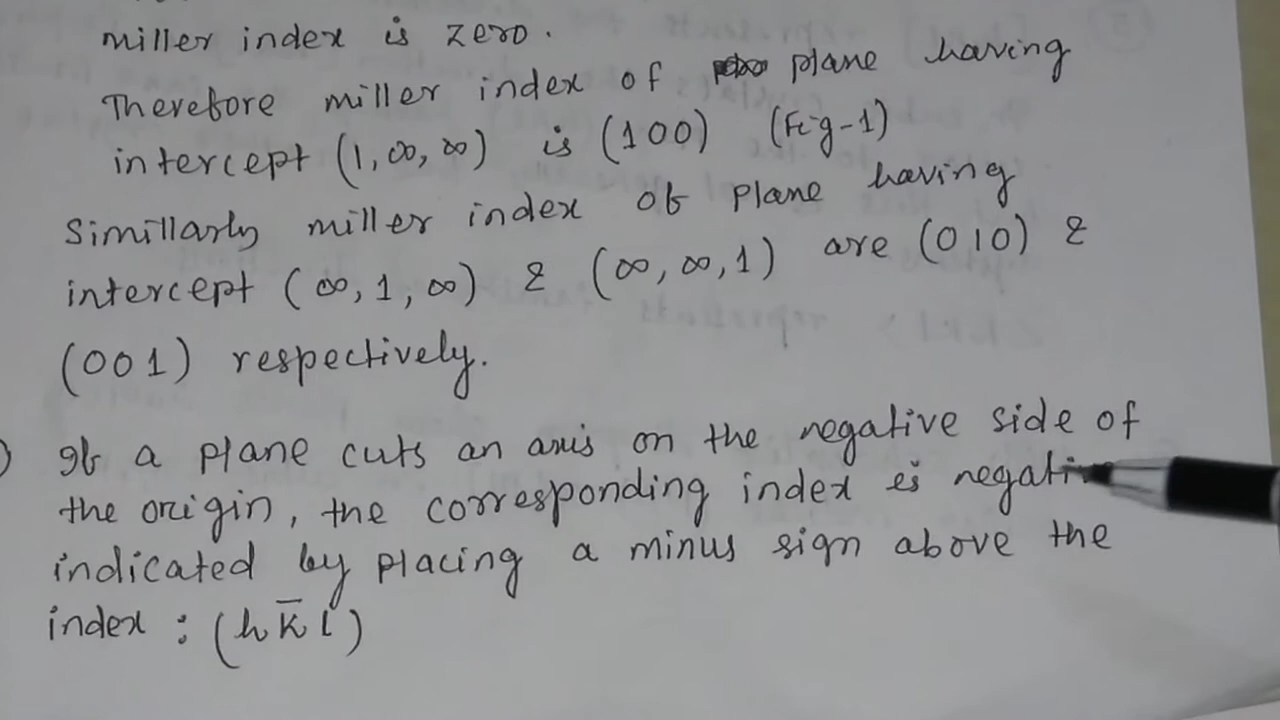 miller index is zero.
Therefore miller index of plane having
intercept (1, ∞, ∞) is (100) (Fig-1)
Simillarly miller index of plane having
intercept (∞, 1, ∞) & (∞, ∞, 1) are (010) &
(001) respectively.
) If a plane cuts an axis on the negative side of
the origin, the corresponding index is negati
indicated by placing a minus sign above the
index : (h k̅ l)